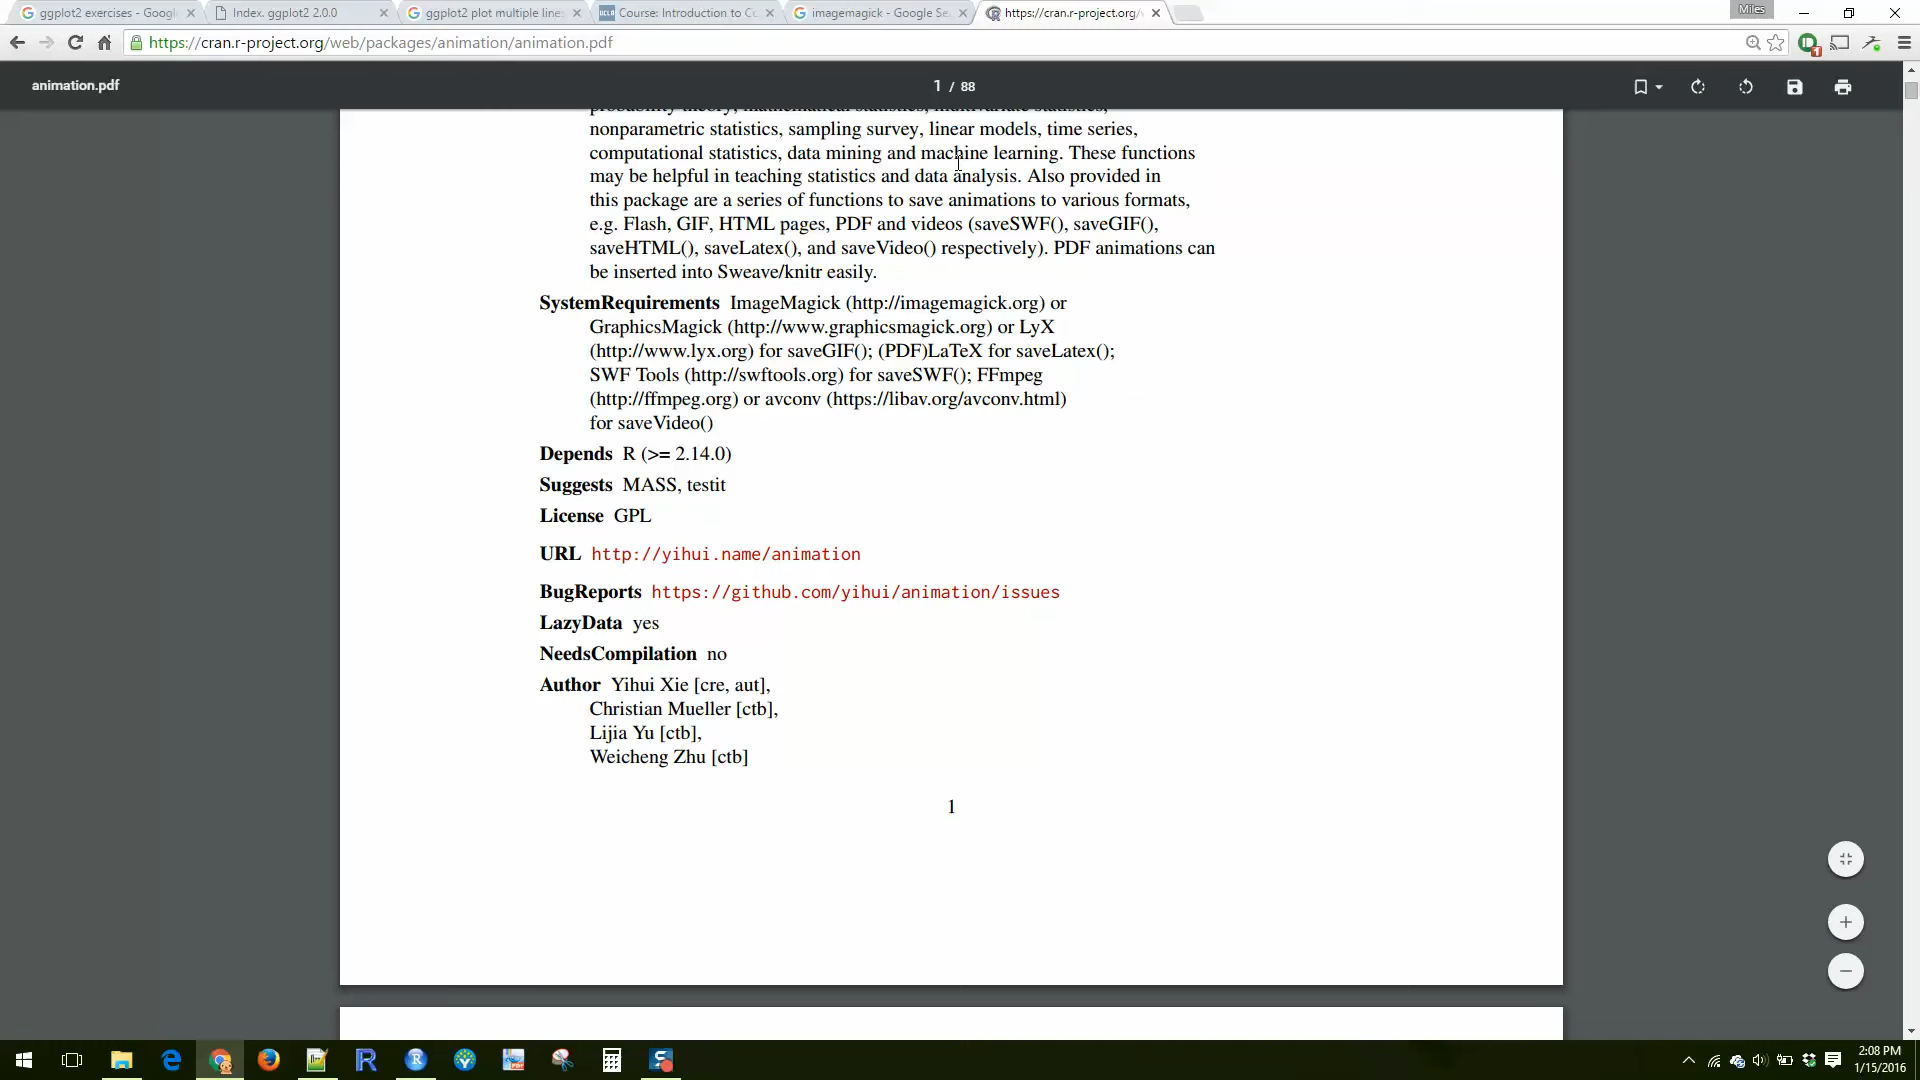 ggplot2 exercises - Googl
Index. ggplot2 2.0.0
ggplot2 plot multiple line
UCLA Course: Introduction to Co
imagemagick - Google Se
https://cran.r-project.org/
Miles
https://cran.r-project.org/web/packages/animation/animation.pdf
animation.pdf
1 / 88
probability theory, mathematical statistics, multivariate statistics,
nonparametric statistics, sampling survey, linear models, time series,
computational statistics, data mining and machine learning. These functions
may be helpful in teaching statistics and data analysis. Also provided in
this package are a series of functions to save animations to various formats,
e.g. Flash, GIF, HTML pages, PDF and videos (saveSWF(), saveGIF(),
saveHTML(), saveLatex(), and saveVideo() respectively). PDF animations can
be inserted into Sweave/knitr easily.
SystemRequirements ImageMagick (http://imagemagick.org) or
GraphicsMagick (http://www.graphicsmagick.org) or LyX
(http://www.lyx.org) for saveGIF(); (PDF)LaTeX for saveLatex();
SWF Tools (http://swftools.org) for saveSWF(); FFmpeg
(http://ffmpeg.org) or avconv (https://libav.org/avconv.html)
for saveVideo()
Depends R (>= 2.14.0)
Suggests MASS, testit
License GPL
URL http://yihui.name/animation
BugReports https://github.com/yihui/animation/issues
LazyData yes
NeedsCompilation no
Author Yihui Xie [cre, aut],
Christian Mueller [ctb],
Lijia Yu [ctb],
Weicheng Zhu [ctb]
1
2:08 PM
1/15/2016